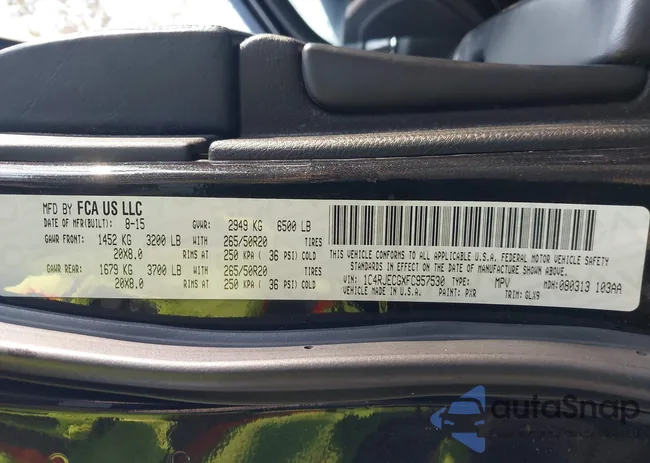 MFD BY FCA US LLC
DATE OF MFR(BUILT): 8-15 GVWR: 2949 KG 6500 LB
GAWR FRONT: 1452 KG 3200 LB WITH 265/50R20 TIRES
20X8.0 RIMS AT 250 KPA ( 36 PSI) COLD
GAWR REAR: 1679 KG 3700 LB WITH 265/50R20 TIRES
20X8.0 RIMS AT 250 KPA ( 36 PSI) COLD
THIS VEHICLE CONFORMS TO ALL APPLICABLE U.S.A. FEDERAL MOTOR VEHICLE SAFETY
STANDARDS IN EFFECT ON THE DATE OF MANUFACTURE SHOWN ABOVE.
VIN: 1C4RJECGXFC957530 TYPE: MPV MDH: 080313 103AA
VEHICLE MADE IN U.S.A. PAINT: PXR TRIM: GLX9
autoSnap